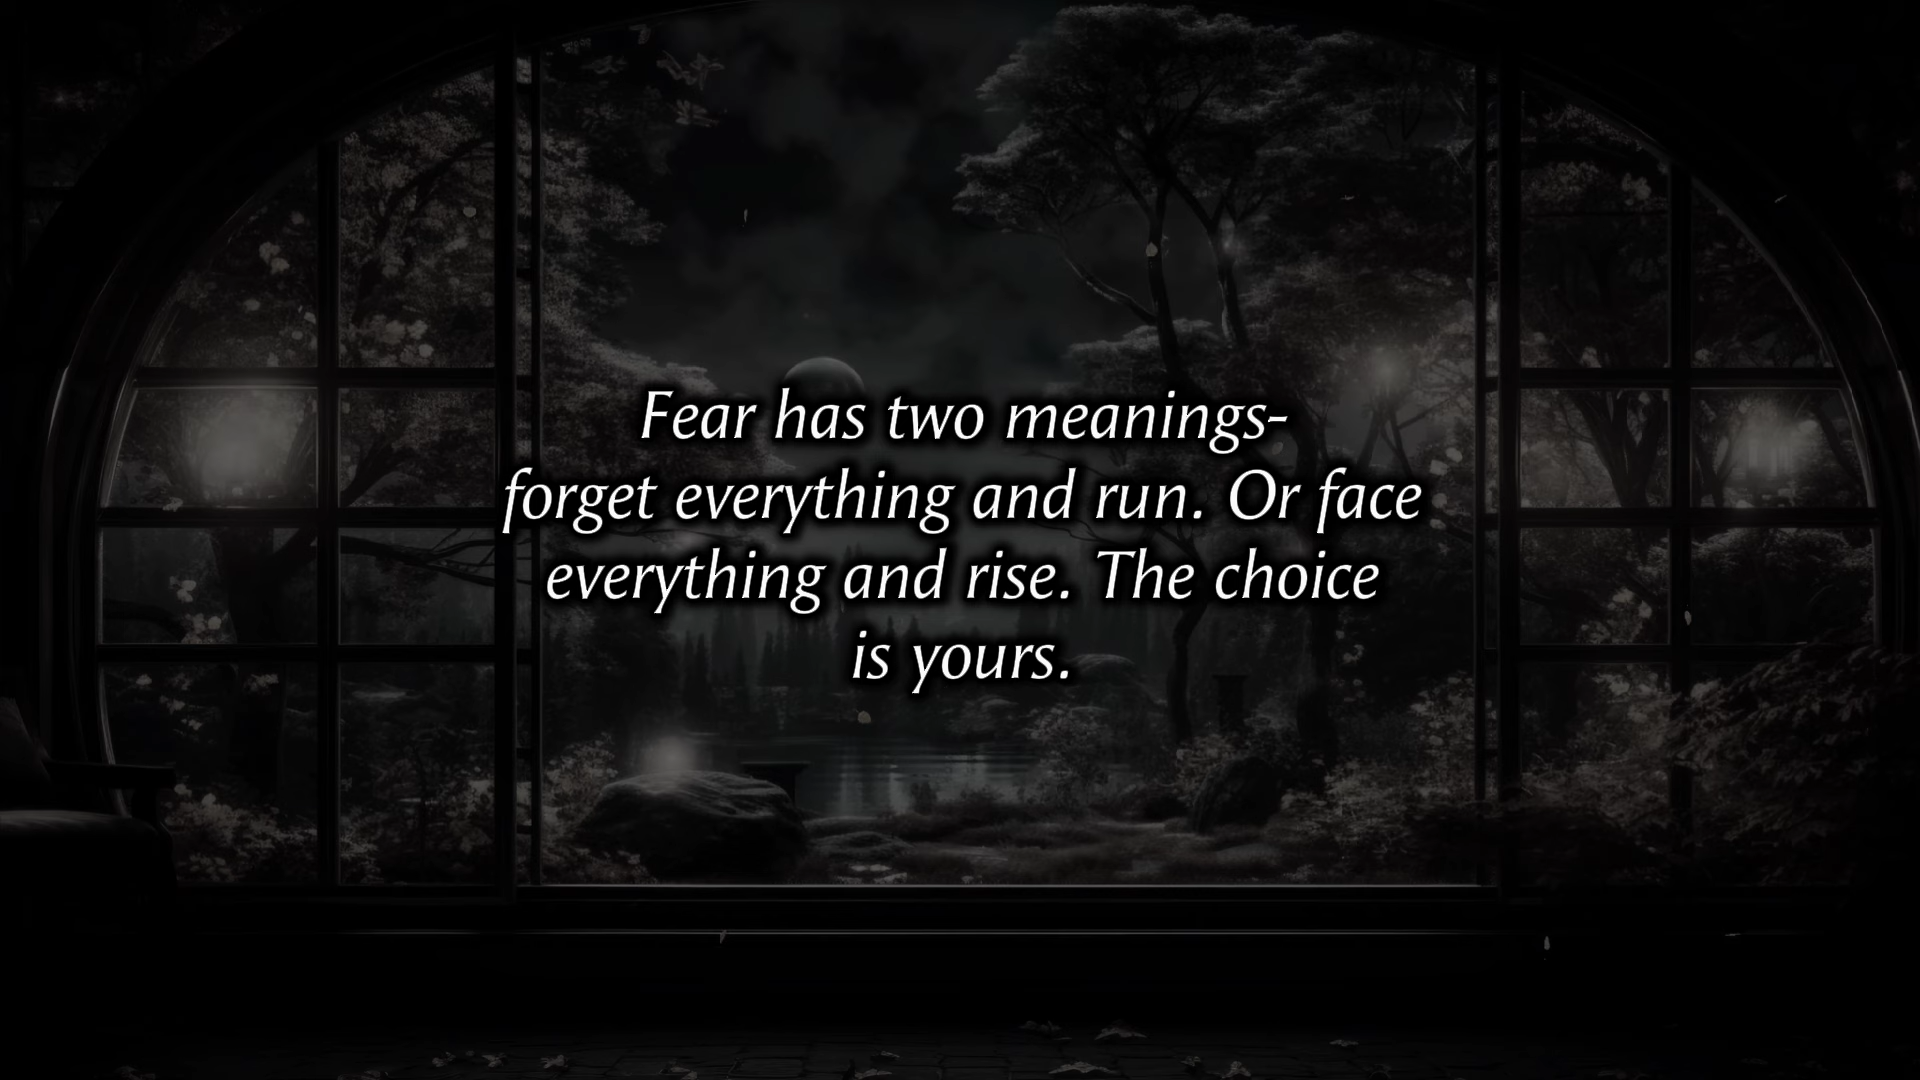 Fear has two meanings-
forget everything and run. Or face
everything and rise. The choice
is yours.